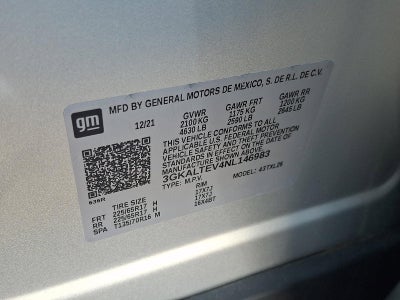 gm
MFD BY GENERAL MOTORS DE MEXICO, S. DE R.L. DE C.V.
12/21 GVWR GAWR FRT GAWR RR
2100 KG 1175 KG 1200 KG
4630 LB 2590 LB 2645 LB
THIS VEHICLE CONFORMS TO ALL
APPLICABLE U.S. FEDERAL MOTOR
VEHICLE SAFETY AND THEFT PREVENTION
STANDARDS IN EFFECT ON THE DATE OF
MANUFACTURE SHOWN ABOVE.
3GKALTEV4NL146983
TYPE: M.P.V. MODEL:
TIRE SIZE RIM
FRT 225/65R17 H 17X7J
RR 225/65R17 H 17X7J
SPA T135/70R16 M 16X4BT